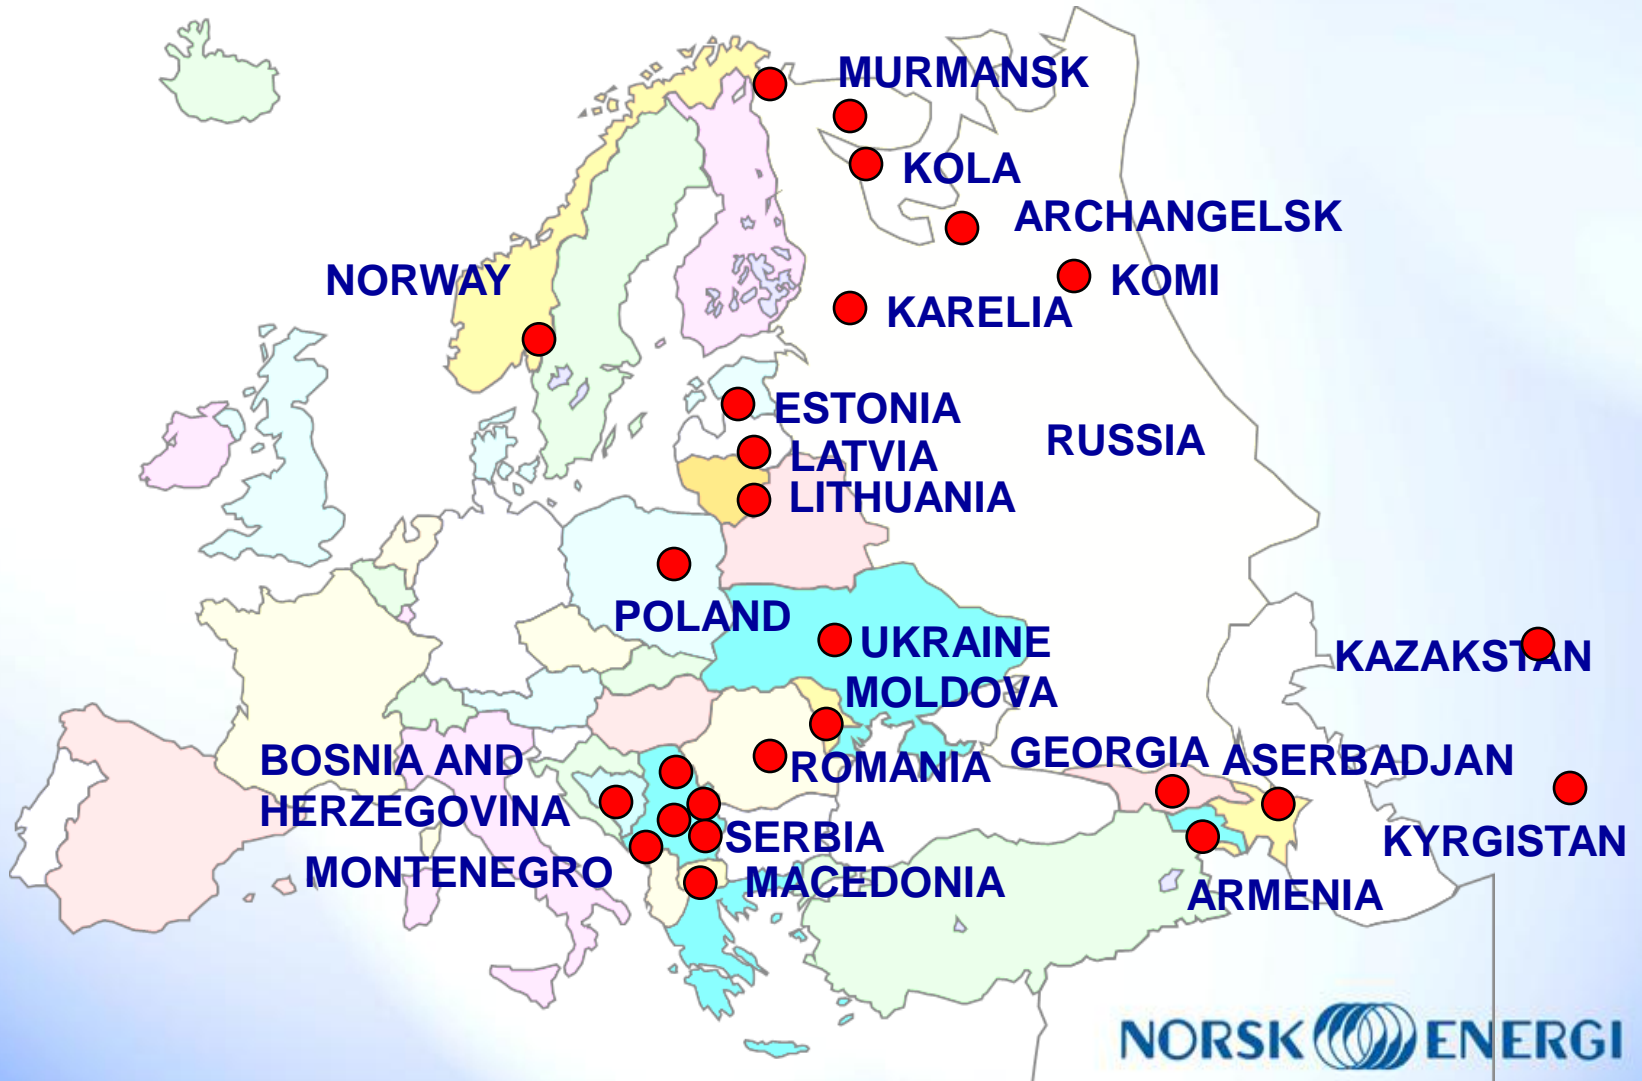 MURMANSK
KOLA
ARCHANGELSK
NORWAY
KOMI
KARELIA
ESTONIA
RUSSIA
LATVIA
LITHUANIA
POLAND
UKRAINE
KAZAKSTAN
MOLDOVA
BOSNIA AND
HERZEGOVINA
ROMANIA
GEORGIA
ASERBADJAN
SERBIA
KYRGISTAN
MONTENEGRO
MACEDONIA
ARMENIA
NORSK ENERGI